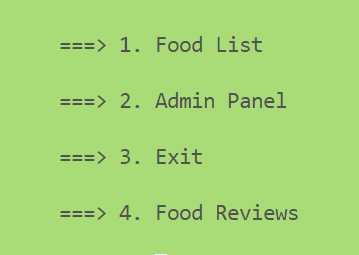 ===> 1. Food List
===> 2. Admin Panel
===> 3. Exit
===> 4. Food Reviews